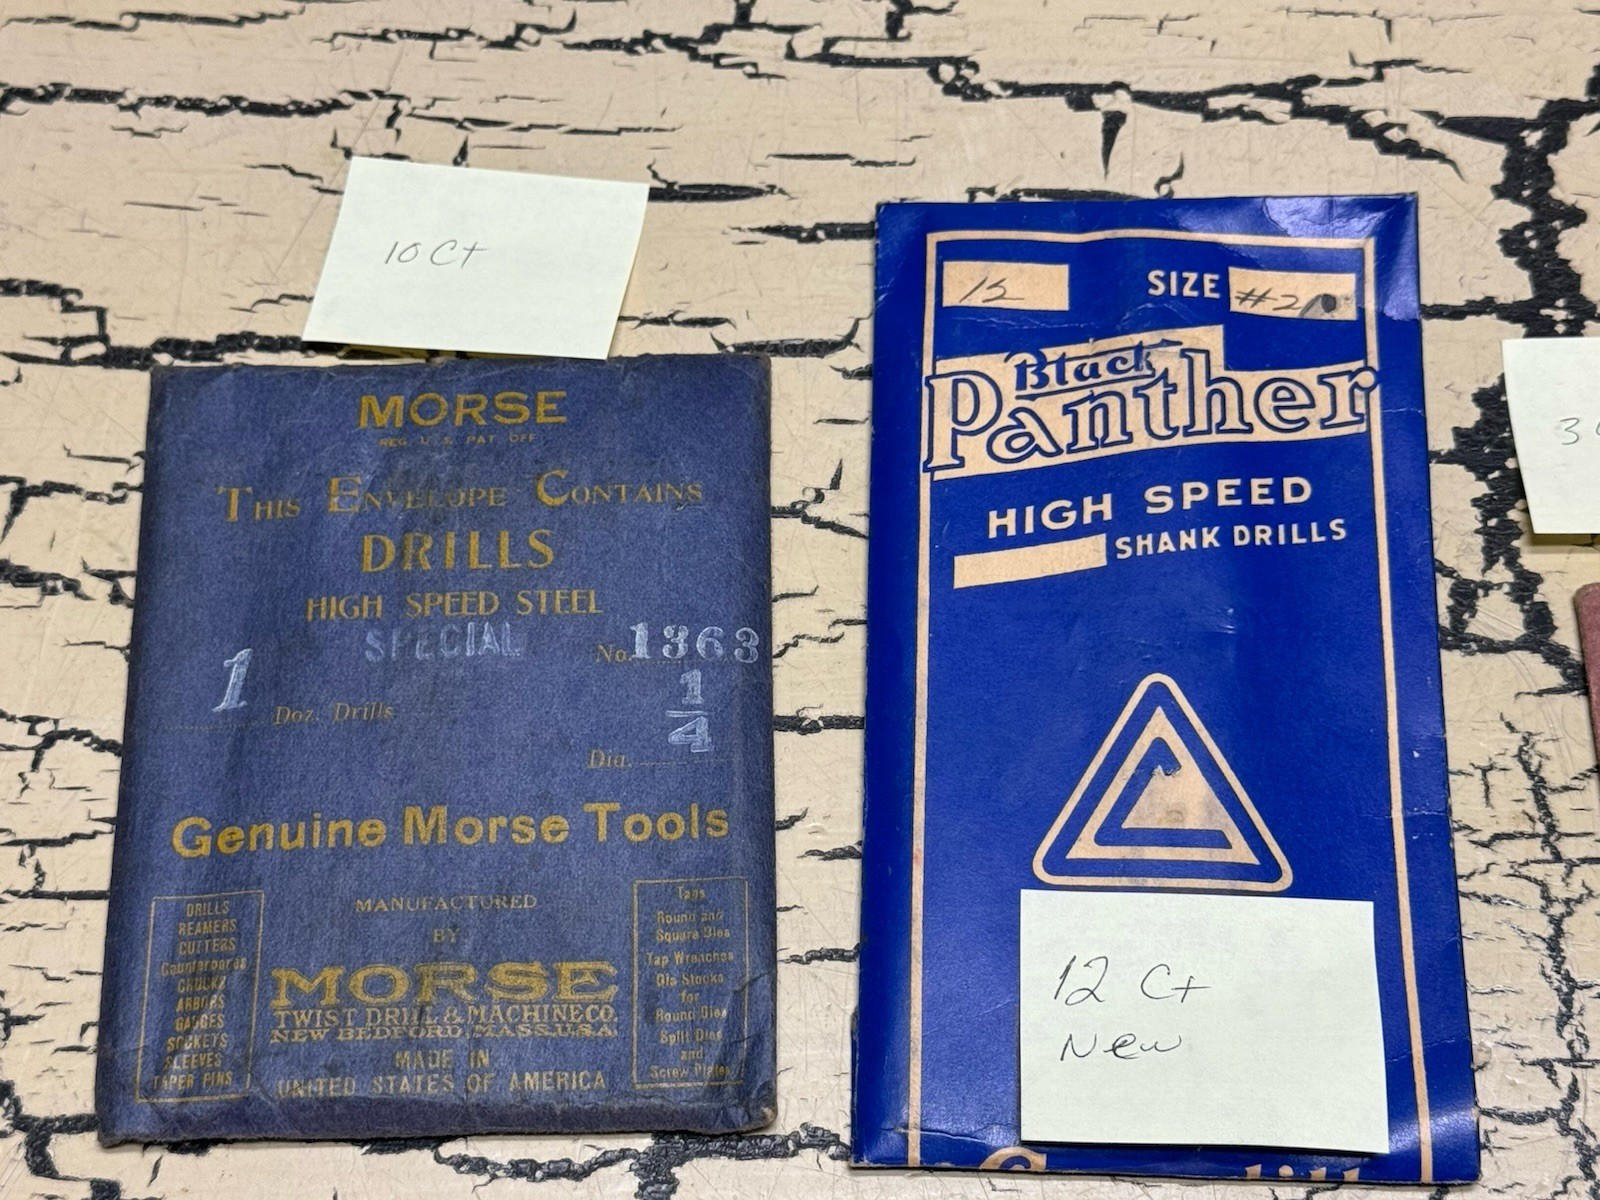 10 Ct
MORSE
REG. U.S. PAT. OFF
THIS ENVELOPE CONTAINS
DRILLS
HIGH SPEED STEEL
SPECIAL
No. 1363
1 Doz. Drills
Dia. 1/4
Genuine Morse Tools
DRILLS
REAMERS
CUTTERS
Counterbores
CHUCKS
ARBORS
GAUGES
SOCKETS
SLEEVES
TAPER PINS
MANUFACTURED
BY
MORSE
TWIST DRILL & MACHINE CO.
NEW BEDFORD, MASS. U.S.A.
MADE IN
UNITED STATES OF AMERICA
Taps
Round and
Square Dies
Tap Wrenches
Die Stocks
for
Round Dies
Split Dies
and
Screw Plates
SIZE
Black
Panther
HIGH SPEED
SHANK DRILLS
12 Ct
New
3